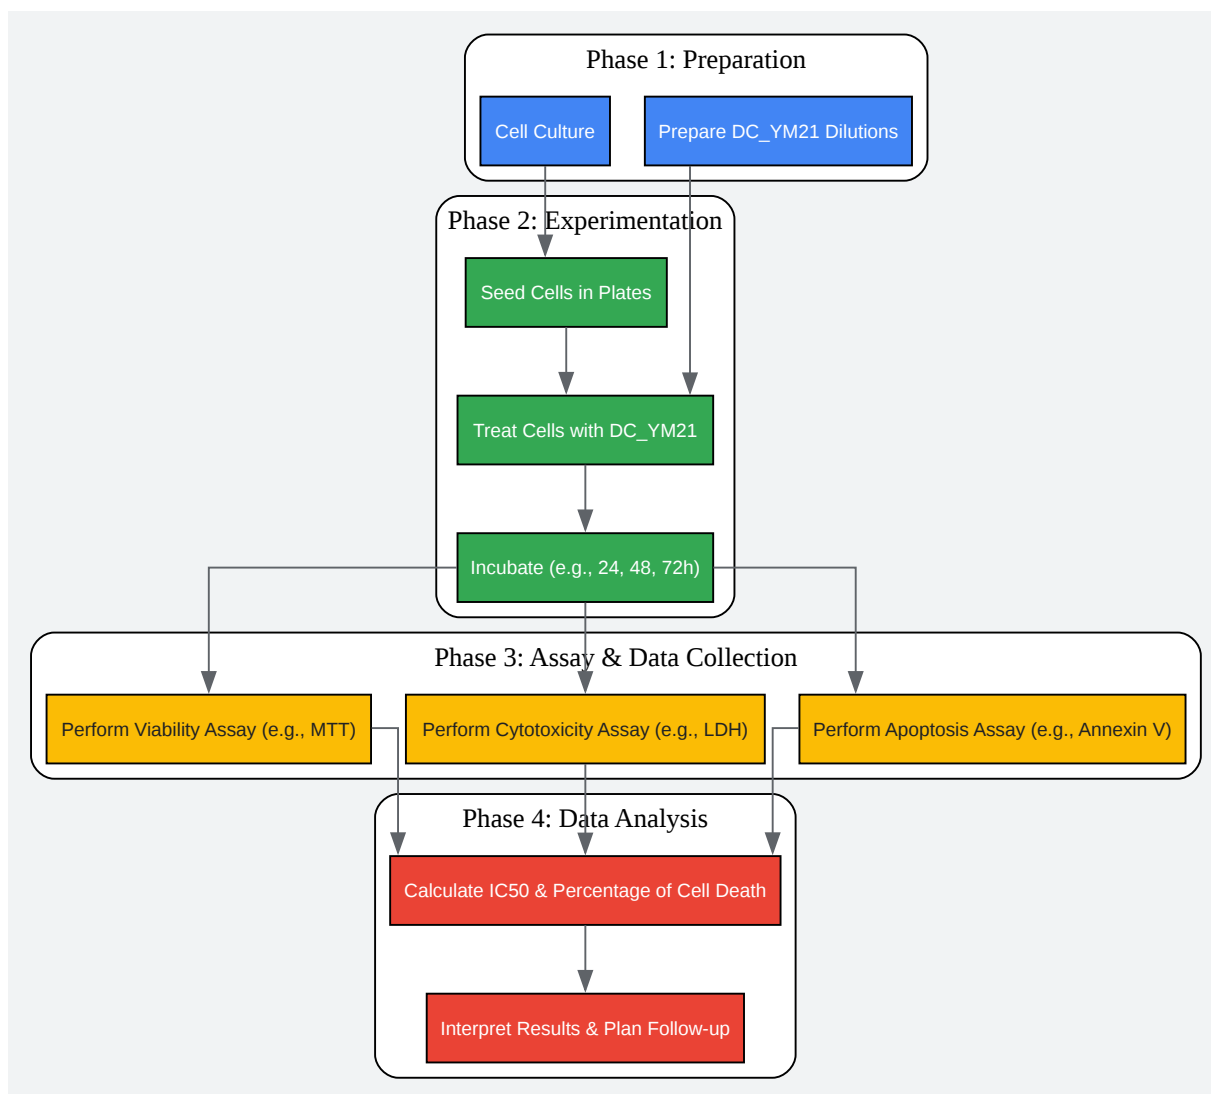 Phase 1: Preparation
Cell Culture
Prepare DC_YM21 Dilutions
Phase 2: Experimentation
Seed Cells in Plates
Treat Cells with DC_YM21
Incubate (e.g., 24, 48, 72h)
Phase 3: Assay & Data Collection
Perform Viability Assay (e.g., MTT)
Perform Cytotoxicity Assay (e.g., LDH)
Perform Apoptosis Assay (e.g., Annexin V)
Phase 4: Data Analysis
Calculate IC50 & Percentage of Cell Death
Interpret Results & Plan Follow-up